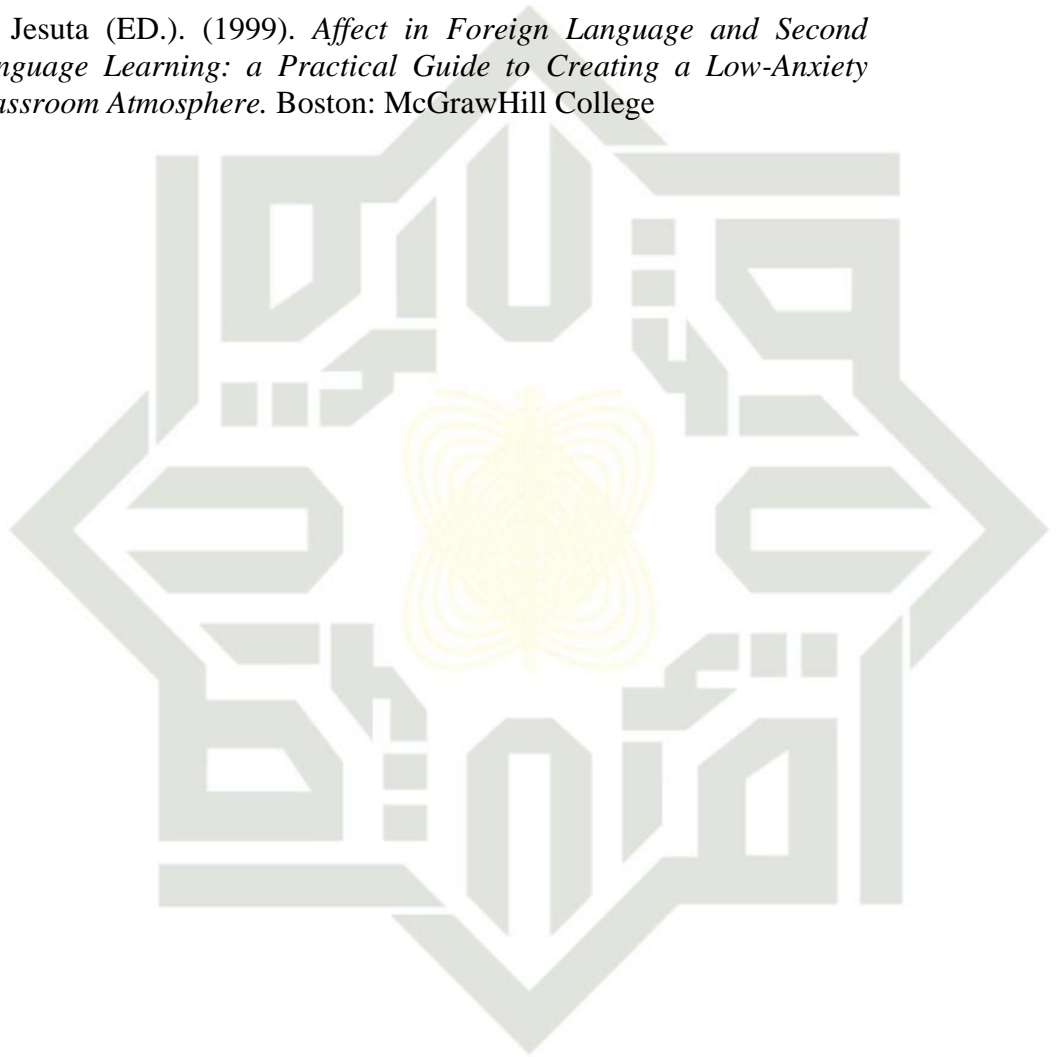 Jesuta (ED.). (1999). Affect in Foreign Language and Second
nguage Learning: a Practical Guide to Creating a Low-Anxiety
assroom Atmosphere. Boston: McGrawHill College